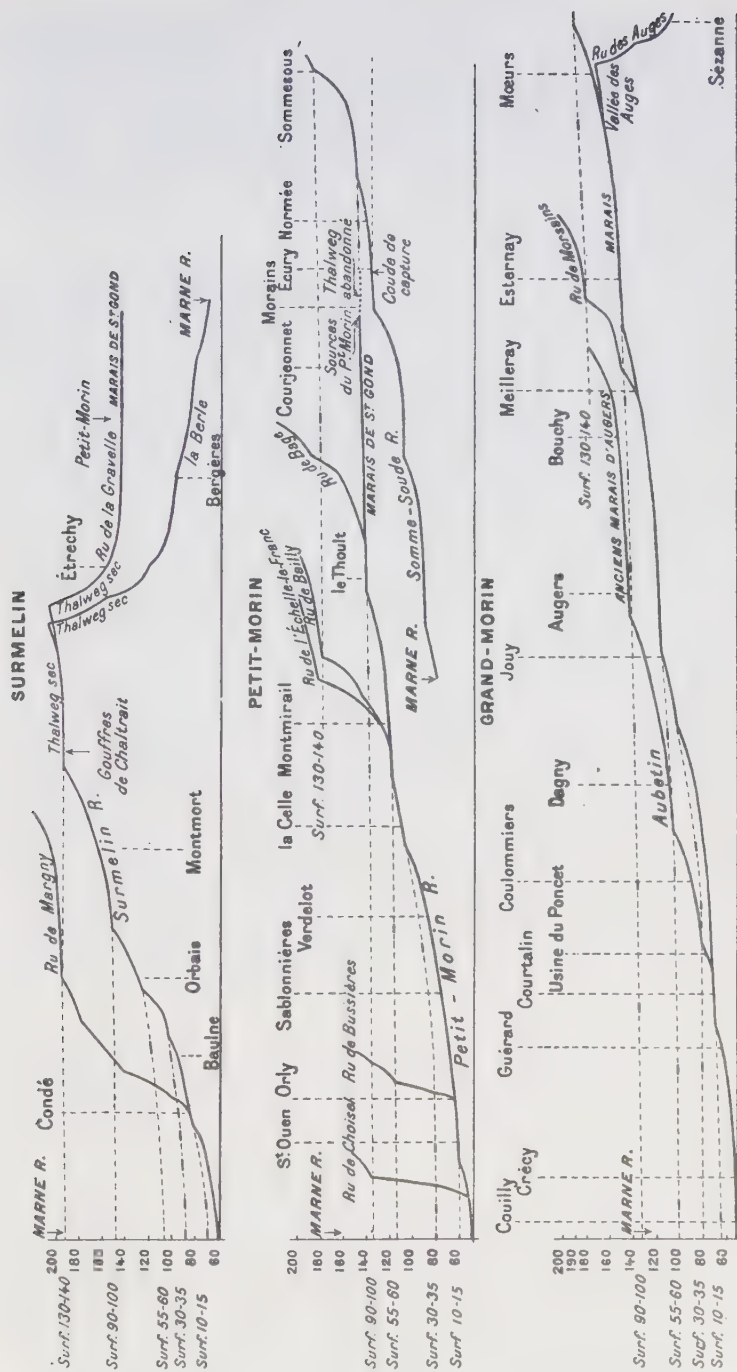 SURMELIN
MARNE R.
Condé
Baulne
Orbais
Montmort
Ru de Margny
Surmelin R.
Gouffres
de Chaltrait
Thalweg sec
Thalweg sec
Thalweg sec
Étrechy
Ru de la Gravelle
Petit-Morin
MARAIS DE ST GOND
la Berle
Bergères
MARNE R.
200
180
160
140
120
100
80
60
Surf. 130-140
Surf. 90-100
Surf. 55-60
Surf. 30-35
Surf. 10-15
PETIT-MORIN
MARNE R.
St Ouen
Orly
Sablonnières
Verdelot
la Celle
Montmirail
le Thoult
Courjeonnet
Morains
Écury
Normée
Sommesous
Ru de Choisel
Ru de Bussières
Petit-Morin R.
Surf. 130-140
Ru de l'Échelle-le-Franc
Ru de Bailly
MARAIS DE ST GOND
Sources
du Pt Morin
Thalweg
abandonné
Coude de
capture
Somme-Soude R.
MARNE R.
200
180
160
140
120
100
80
60
Surf. 90-100
Surf. 55-60
Surf. 30-35
Surf. 10-15
GRAND-MORIN
MARNE R.
Couilly
Crécy
Guérard
Courtalin
Usine du Poncet
Coulommiers
Dagny
Jouy
Augers
Bouchy
Meilleray
Esternay
Mœurs
Aubetin
ANCIENS MARAIS D'AUGERS
Surf. 130-140
Ru de Morsains
MARAIS
Vallée des
Auges
Ru des Auges
Sézanne
200
190
180
160
140
120
100
80
60
Surf. 90-100
Surf. 55-60
Surf. 30-35
Surf. 10-15